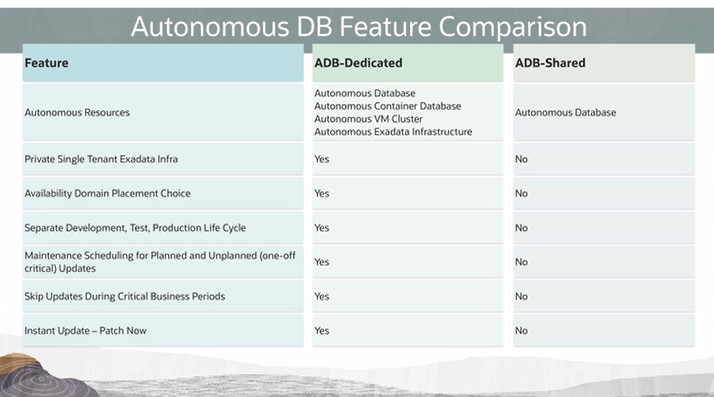 Autonomous DB Feature Comparison
Feature
ADB-Dedicated
ADB-Shared
Autonomous Resources
Autonomous Database
Autonomous Container Database
Autonomous VM Cluster
Autonomous Exadata Infrastructure
Autonomous Database
Private Single Tenant Exadata Infra
Yes
No
Availability Domain Placement Choice
Yes
No
Separate Development, Test, Production Life Cycle
Yes
No
Maintenance Scheduling for Planned and Unplanned (one-off
critical) Updates
Yes
No
Skip Updates During Critical Business Periods
Yes
No
Instant Update – Patch Now
Yes
No